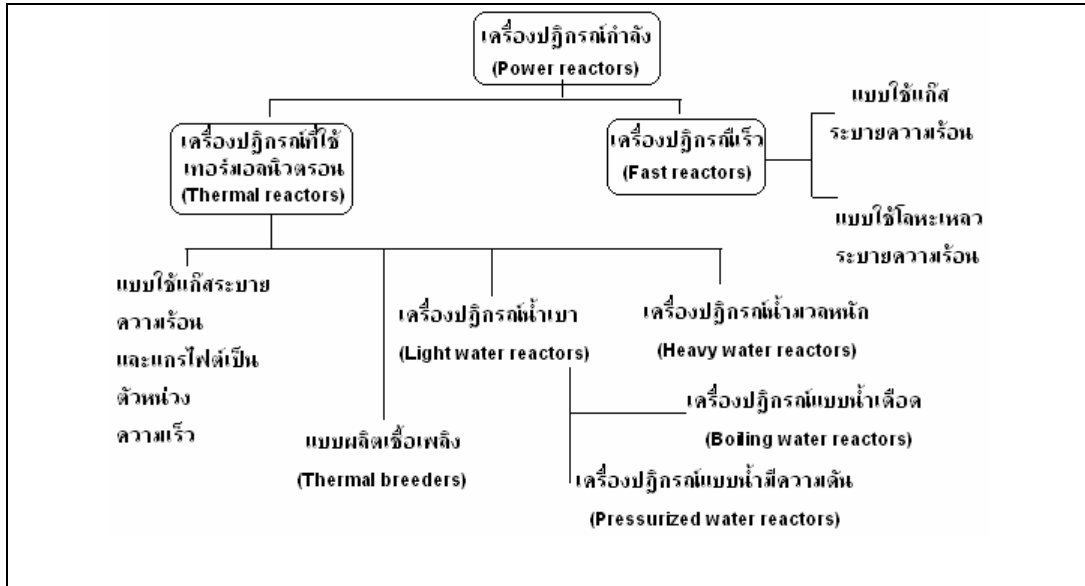 เครื่องปฏิกรณ์กำลัง
(Power reactors)
เครื่องปฏิกรณ์ที่ใช้
เทอร์มอลนิวตรอน
(Thermal reactors)
เครื่องปฏิกรณ์เร็ว
(Fast reactors)
แบบใช้แก๊ส
ระบายความร้อน
แบบใช้โลหะเหลว
ระบายความร้อน
แบบใช้แก๊สระบาย
ความร้อน
และแกรไฟต์เป็น
ตัวหน่วง
ความเร็ว
แบบผลิตเชื้อเพลิง
(Thermal breeders)
เครื่องปฏิกรณ์น้ำเบา
(Light water reactors)
เครื่องปฏิกรณ์น้ำมวลหนัก
(Heavy water reactors)
เครื่องปฏิกรณ์แบบน้ำเดือด
(Boiling water reactors)
เครื่องปฏิกรณ์แบบน้ำมีความดัน
(Pressurized water reactors)